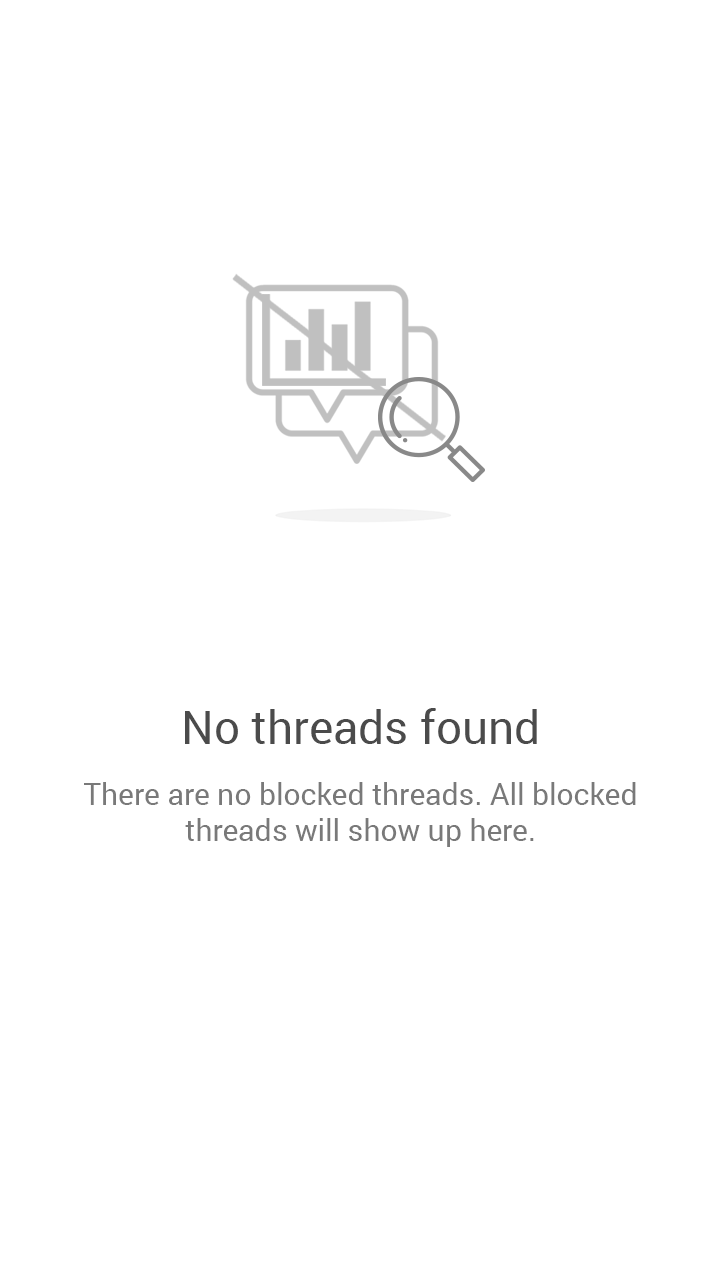 No threads found
There are no blocked threads. All blocked
threads will show up here.